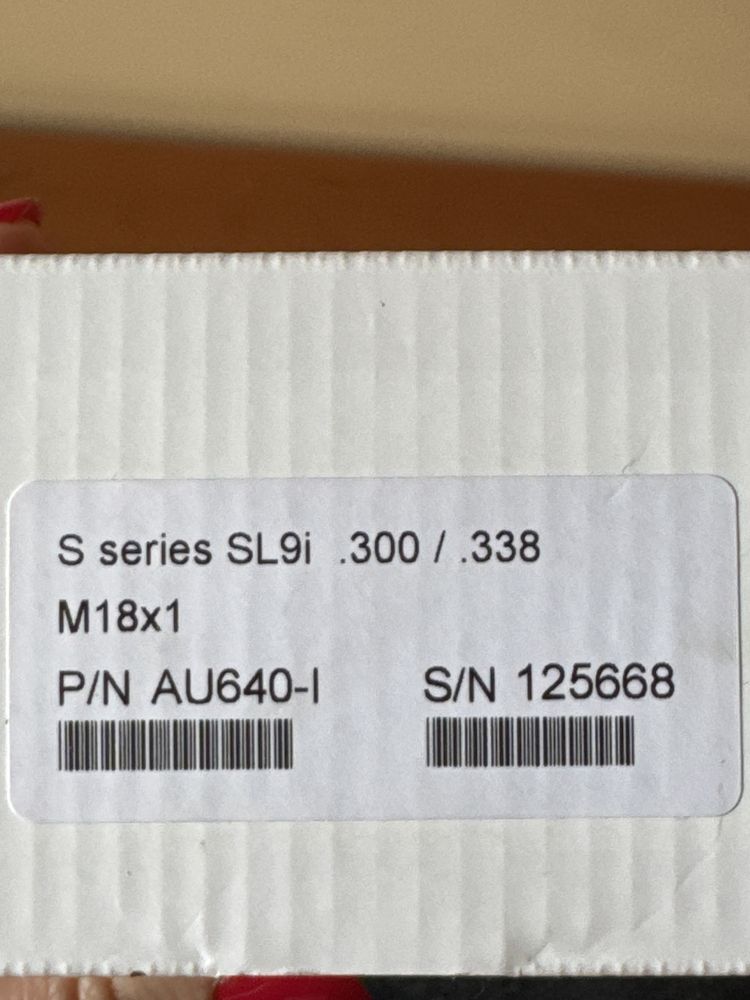 S series SL9i .300 / .338
M18x1
P/N AU640-I S/N 125668